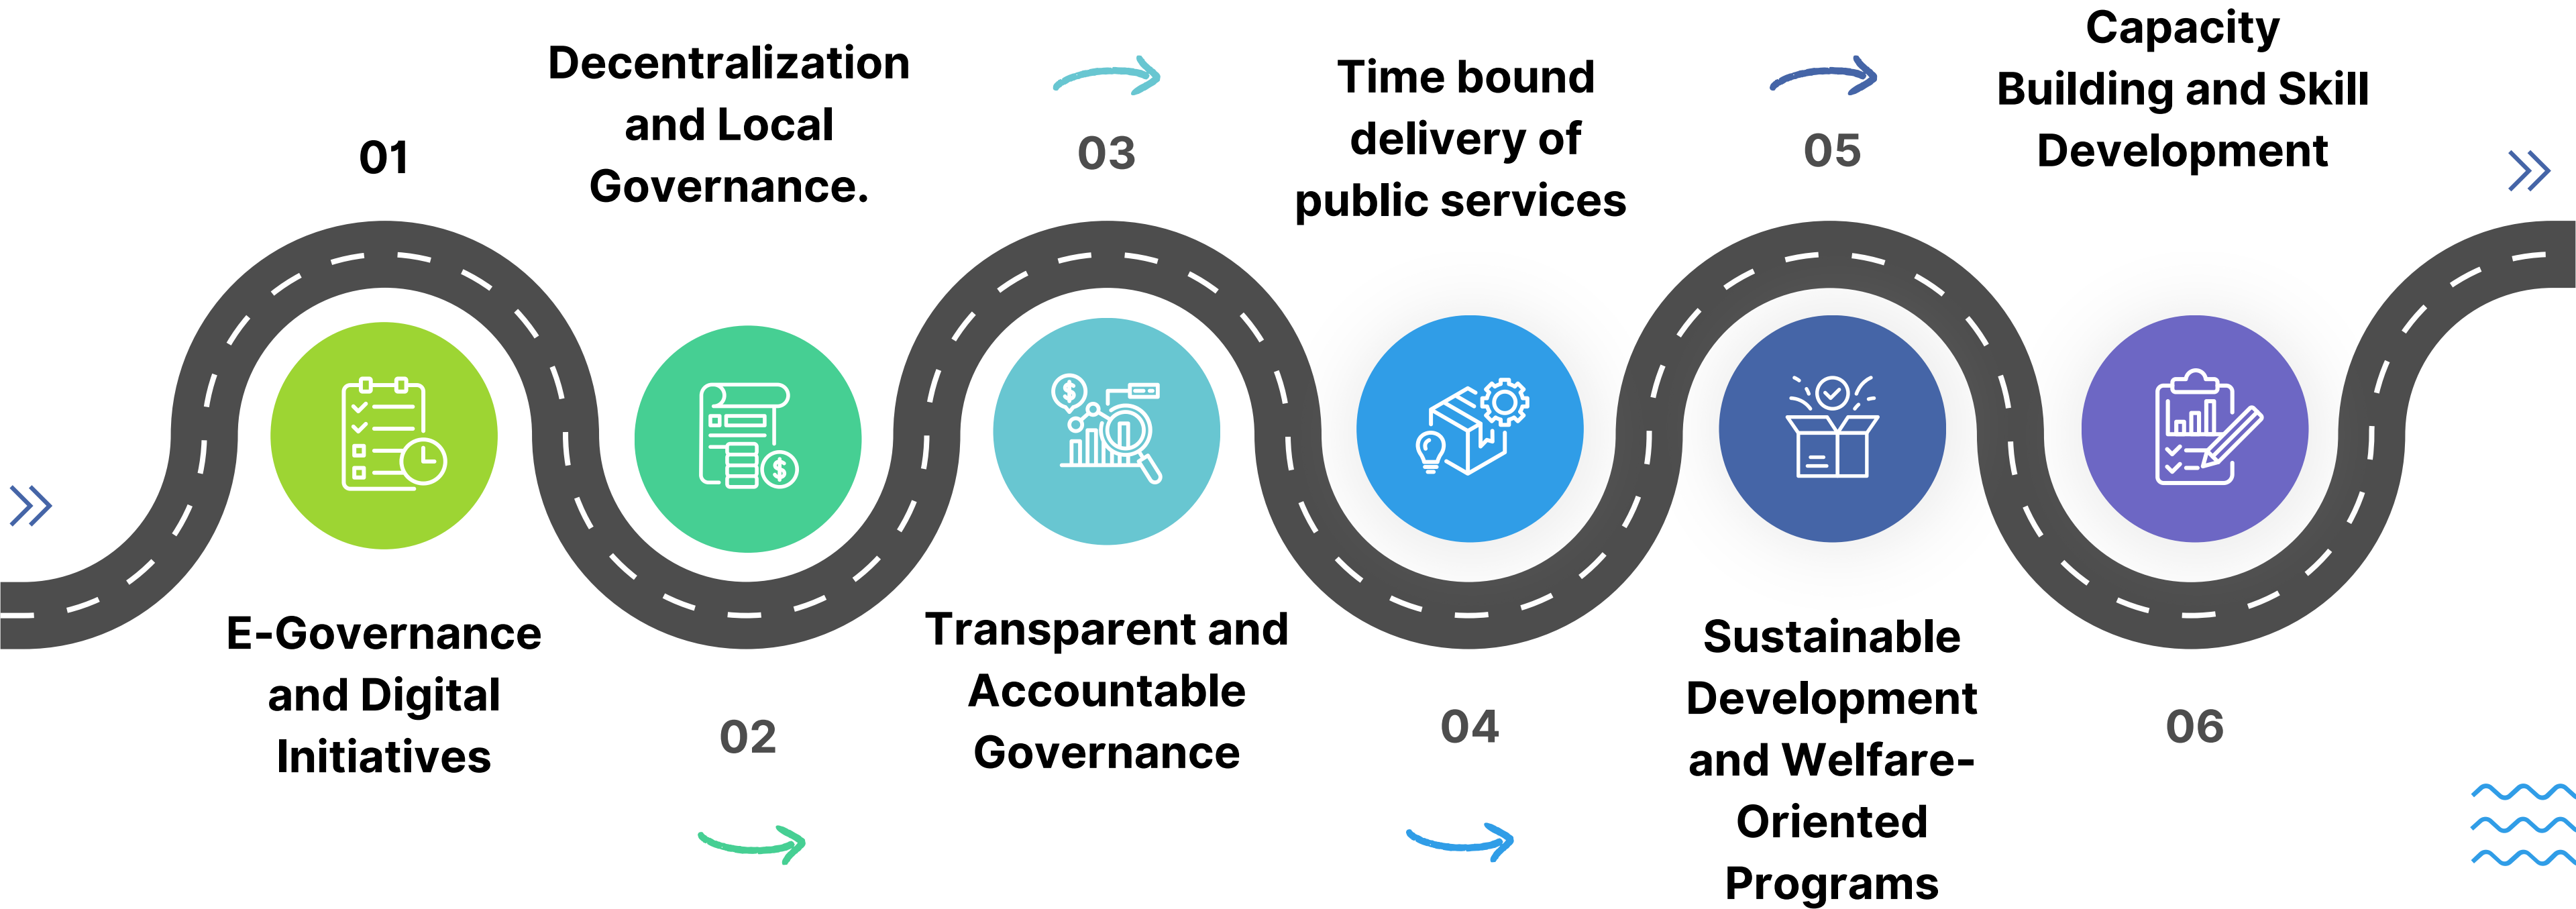 01
E-Governance
and Digital
Initiatives
Decentralization
and Local
Governance.
02
03
Transparent and
Accountable
Governance
Time bound
delivery of
public services
04
05
Sustainable
Development
and Welfare-
Oriented
Programs
Capacity
Building and Skill
Development
06